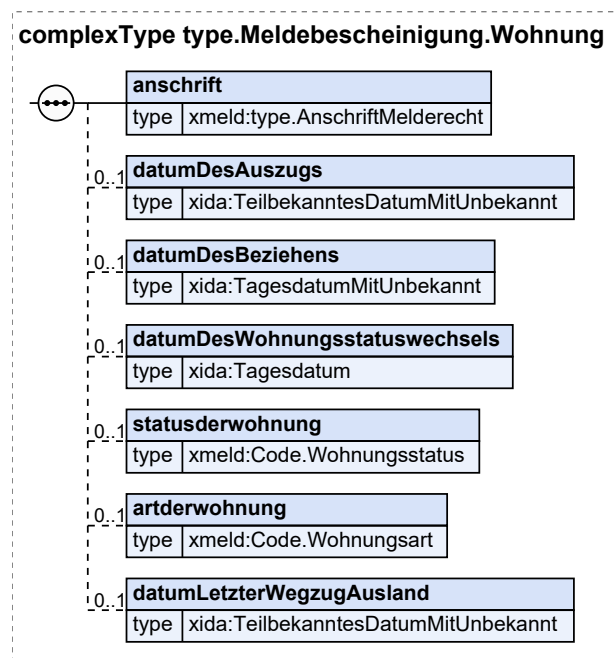 complexType type.Meldebescheinigung.Wohnung
anschrift
type xmeld:type.AnschriftMelderecht
0..1
datumDesAuszugs
type xida:TeilbekanntesDatumMitUnbekannt
0..1
datumDesBeziehens
type xida:TagesdatumMitUnbekannt
0..1
datumDesWohnungsstatuswechsels
type xida:Tagesdatum
0..1
statusderwohnung
type xmeld:Code.Wohnungsstatus
0..1
artderwohnung
type xmeld:Code.Wohnungsart
0..1
datumLetzterWegzugAusland
type xida:TeilbekanntesDatumMitUnbekannt